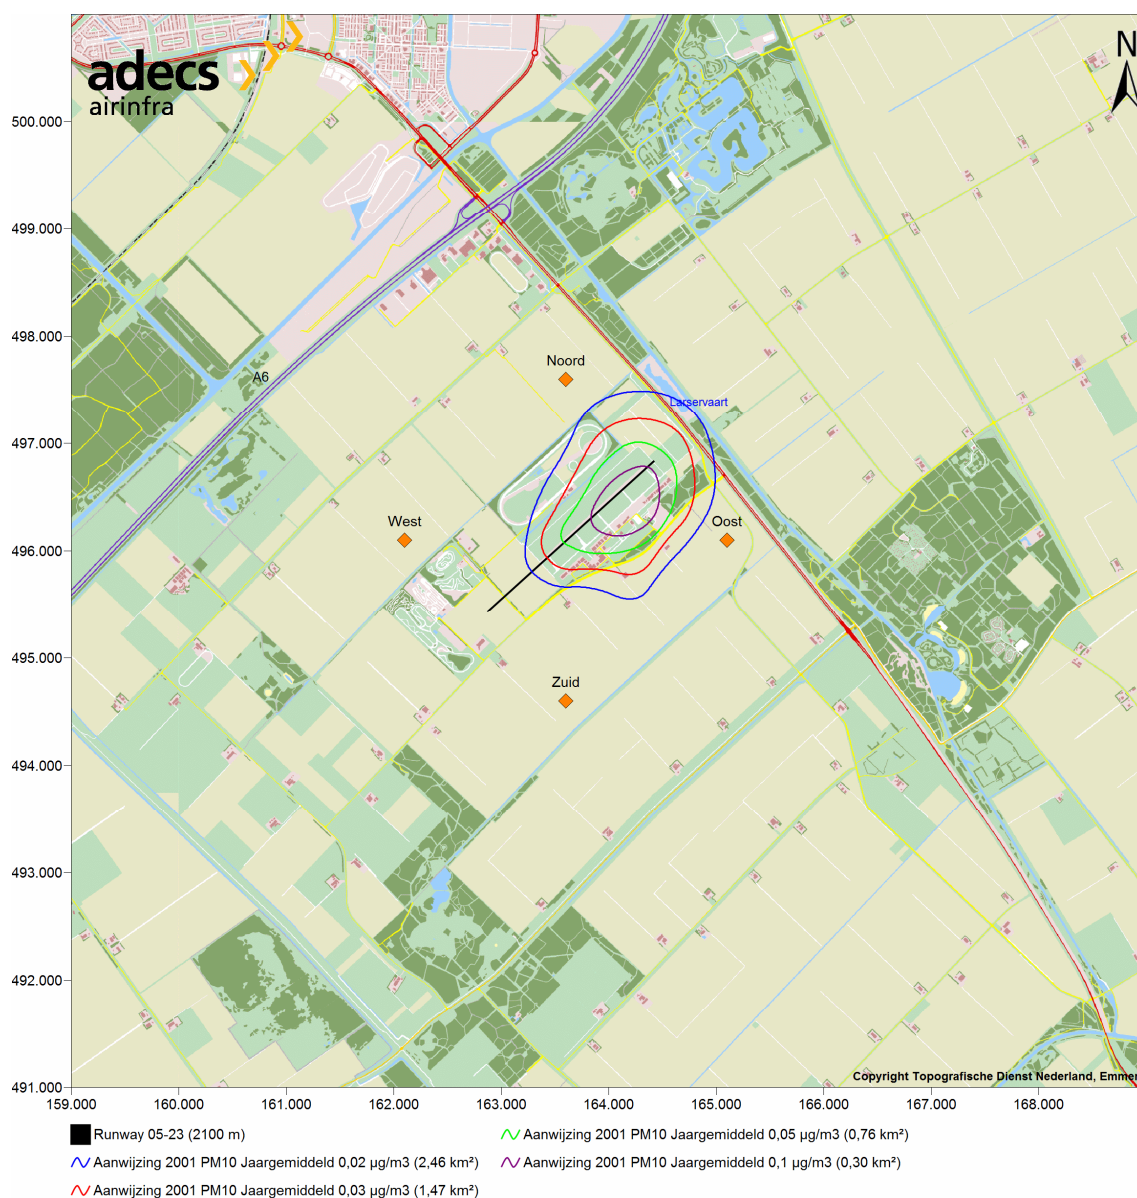 adecs
airinfra
N
500.000
499.000
498.000
497.000
496.000
495.000
494.000
493.000
492.000
491.000
A6
Noord
Larservaart
West
Oost
Zuid
Copyright Topografische Dienst Nederland, Emmen
159.000 160.000 161.000 162.000 163.000 164.000 165.000 166.000 167.000 168.000
Runway 05-23 (2100 m)
Aanwijzing 2001 PM10 Jaargemiddeld 0,02 µg/m3 (2,46 km²)
Aanwijzing 2001 PM10 Jaargemiddeld 0,03 µg/m3 (1,47 km²)
Aanwijzing 2001 PM10 Jaargemiddeld 0,05 µg/m3 (0,76 km²)
Aanwijzing 2001 PM10 Jaargemiddeld 0,1 µg/m3 (0,30 km²)